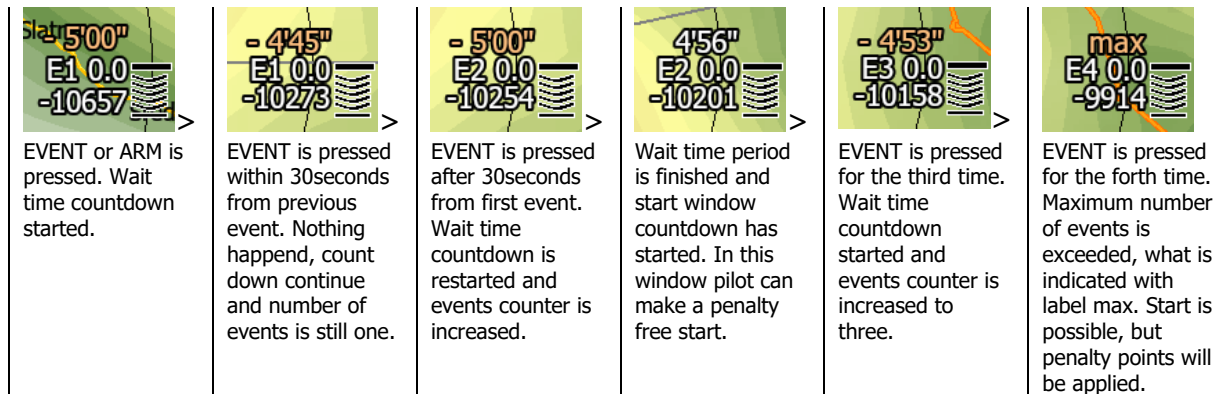 Slatn
- 5'00"
E1 0.0
-10657
>
EVENT or ARM is
pressed. Wait
time countdown
started.
- 4'45"
E1 0.0
-10273
>
EVENT is pressed
within 30seconds
from previous
event. Nothing
happend, count
down continue
and number of
events is still one.
- 5'00"
E2 0.0
-10254
>
EVENT is pressed
after 30seconds
from first event.
Wait time
countdown is
restarted and
events counter is
increased.
4'56"
E2 0.0
-10201
>
Wait time period
is finished and
start window
countdown has
started. In this
window pilot can
make a penalty
free start.
- 4'53"
E3 0.0
-10158
>
EVENT is pressed
for the third time.
Wait time
countdown
started and
events counter is
increased to
three.
max
E4 0.0
-9914
EVENT is pressed
for the forth time.
Maximum number
of events is
exceeded, what is
indicated with
label max. Start is
possible, but
penalty points will
be applied.